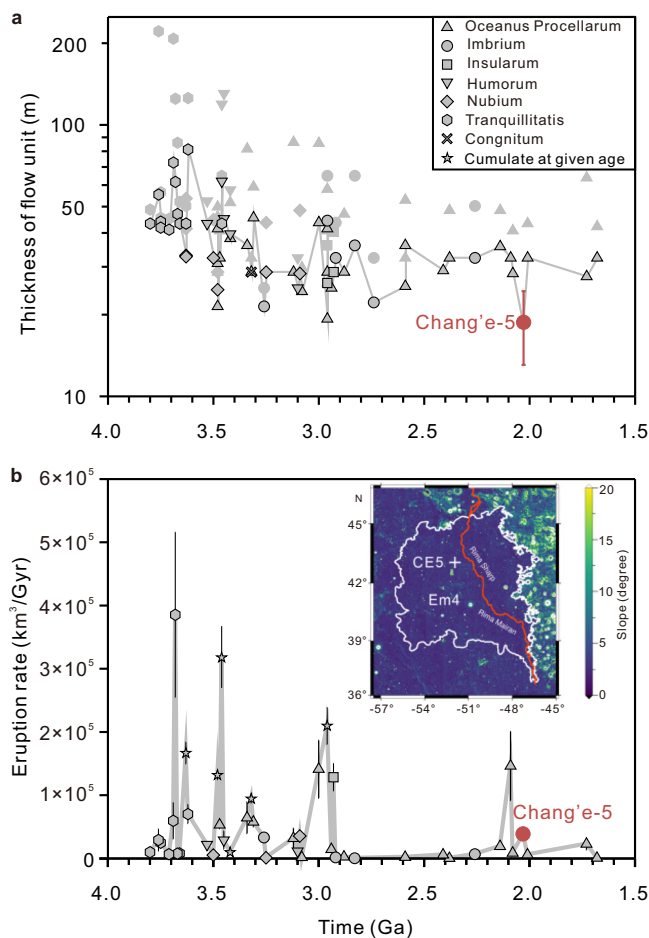 a
Thickness of flow unit (m)
200
100
50
10
Oceanus Procellarum
Imbrium
Insularum
Humorum
Nubium
Tranquillitatis
Congnitum
Cumulate at given age
Chang'e-5
4.0 3.5 3.0 2.5 2.0 1.5
b
Eruption rate (km³/Gyr)
6×10⁵
5×10⁵
4×10⁵
3×10⁵
2×10⁵
1×10⁵
0
N
45°
42°
39°
36°
-57° -54° -51° -48° -45°
CE5
Em4
Rima Sharp
Rima Mairan
20
15
10
5
0
Slope (degree)
Chang'e-5
4.0 3.5 3.0 2.5 2.0 1.5
Time (Ga)